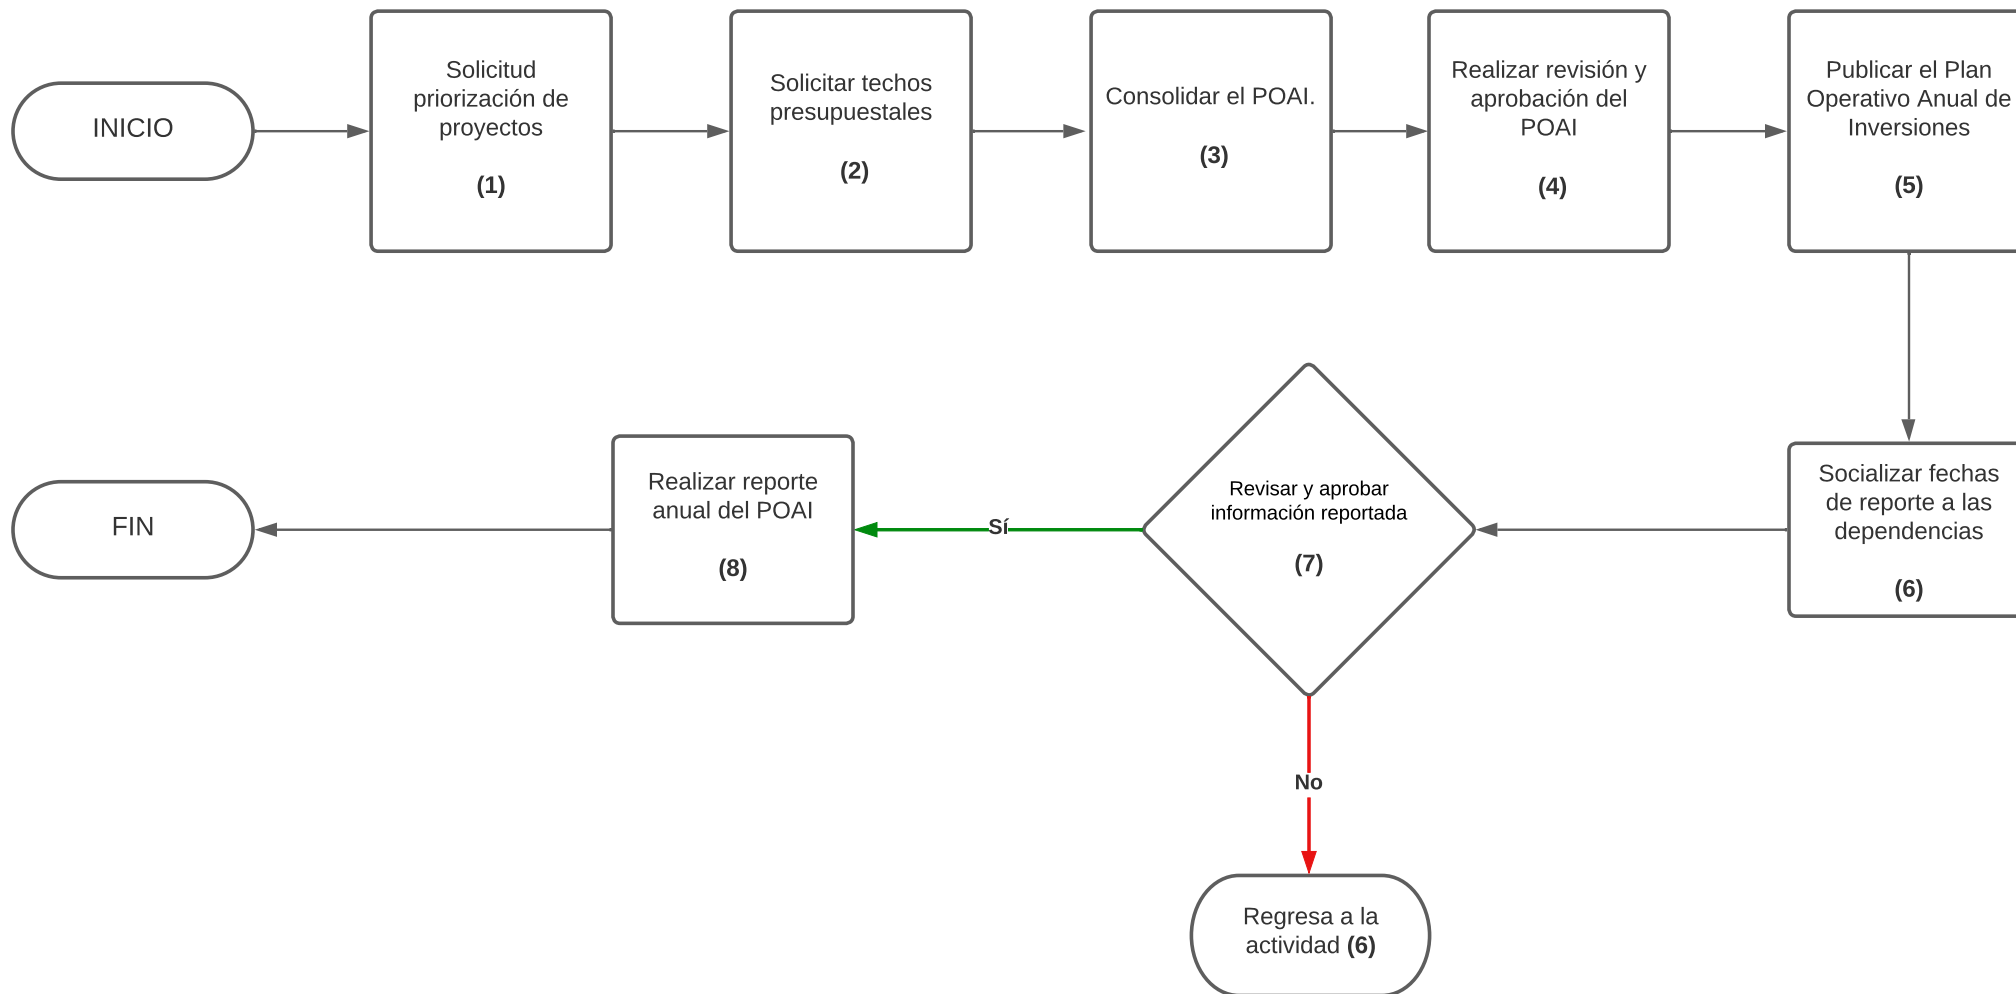 INICIO
Solicitud
priorización de
proyectos
(1)
Solicitar techos
presupuestales
(2)
Consolidar el POAI.
(3)
Realizar revisión y
aprobación del
POAI
(4)
Publicar el Plan
Operativo Anual de
Inversiones
(5)
Socializar fechas
de reporte a las
dependencias
(6)
Revisar y aprobar
información reportada
(7)
Sí
Realizar reporte
anual del POAI
(8)
FIN
No
Regresa a la
actividad (6)